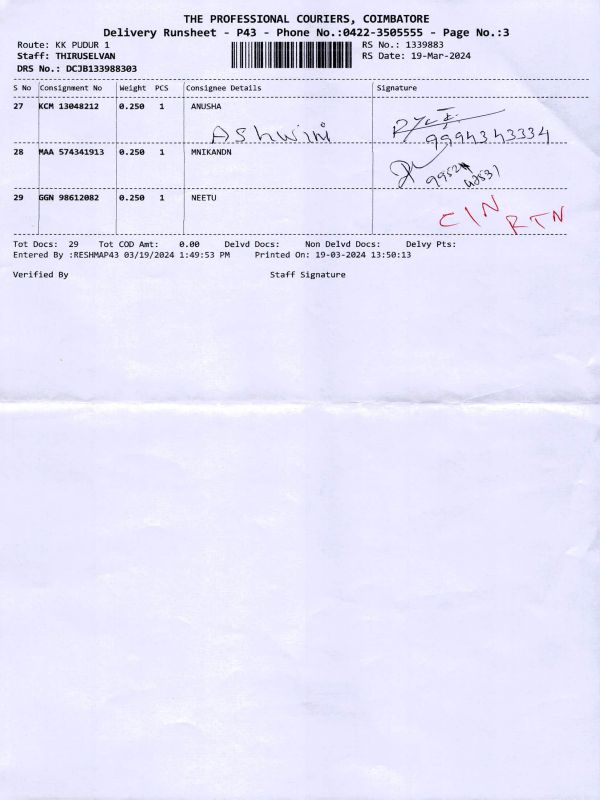 THE PROFESSIONAL COURIERS, COIMBATORE
Delivery Runsheet - P43 - Phone No.:0422-3505555 - Page No.:3
Route: KK PUDUR 1 RS No.: 1339883
Staff: THIRUSELVAN RS Date: 19-Mar-2024
DRS No.: DCJB133988303
S No Consignment No Weight PCS Consignee Details Signature
27 KCM 13048212 0.250 1 ANUSHA
Ashwini 9994343334
28 MAA 574341913 0.250 1 MNIKANDN
29 GGN 98612082 0.250 1 NEETU
CIN RTN
Tot Docs: 29 Tot COD Amt: 0.00 Delvd Docs: Non Delvd Docs: Delvy Pts:
Entered By :RESHMAP43 03/19/2024 1:49:53 PM Printed On: 19-03-2024 13:50:13
Verified By Staff Signature